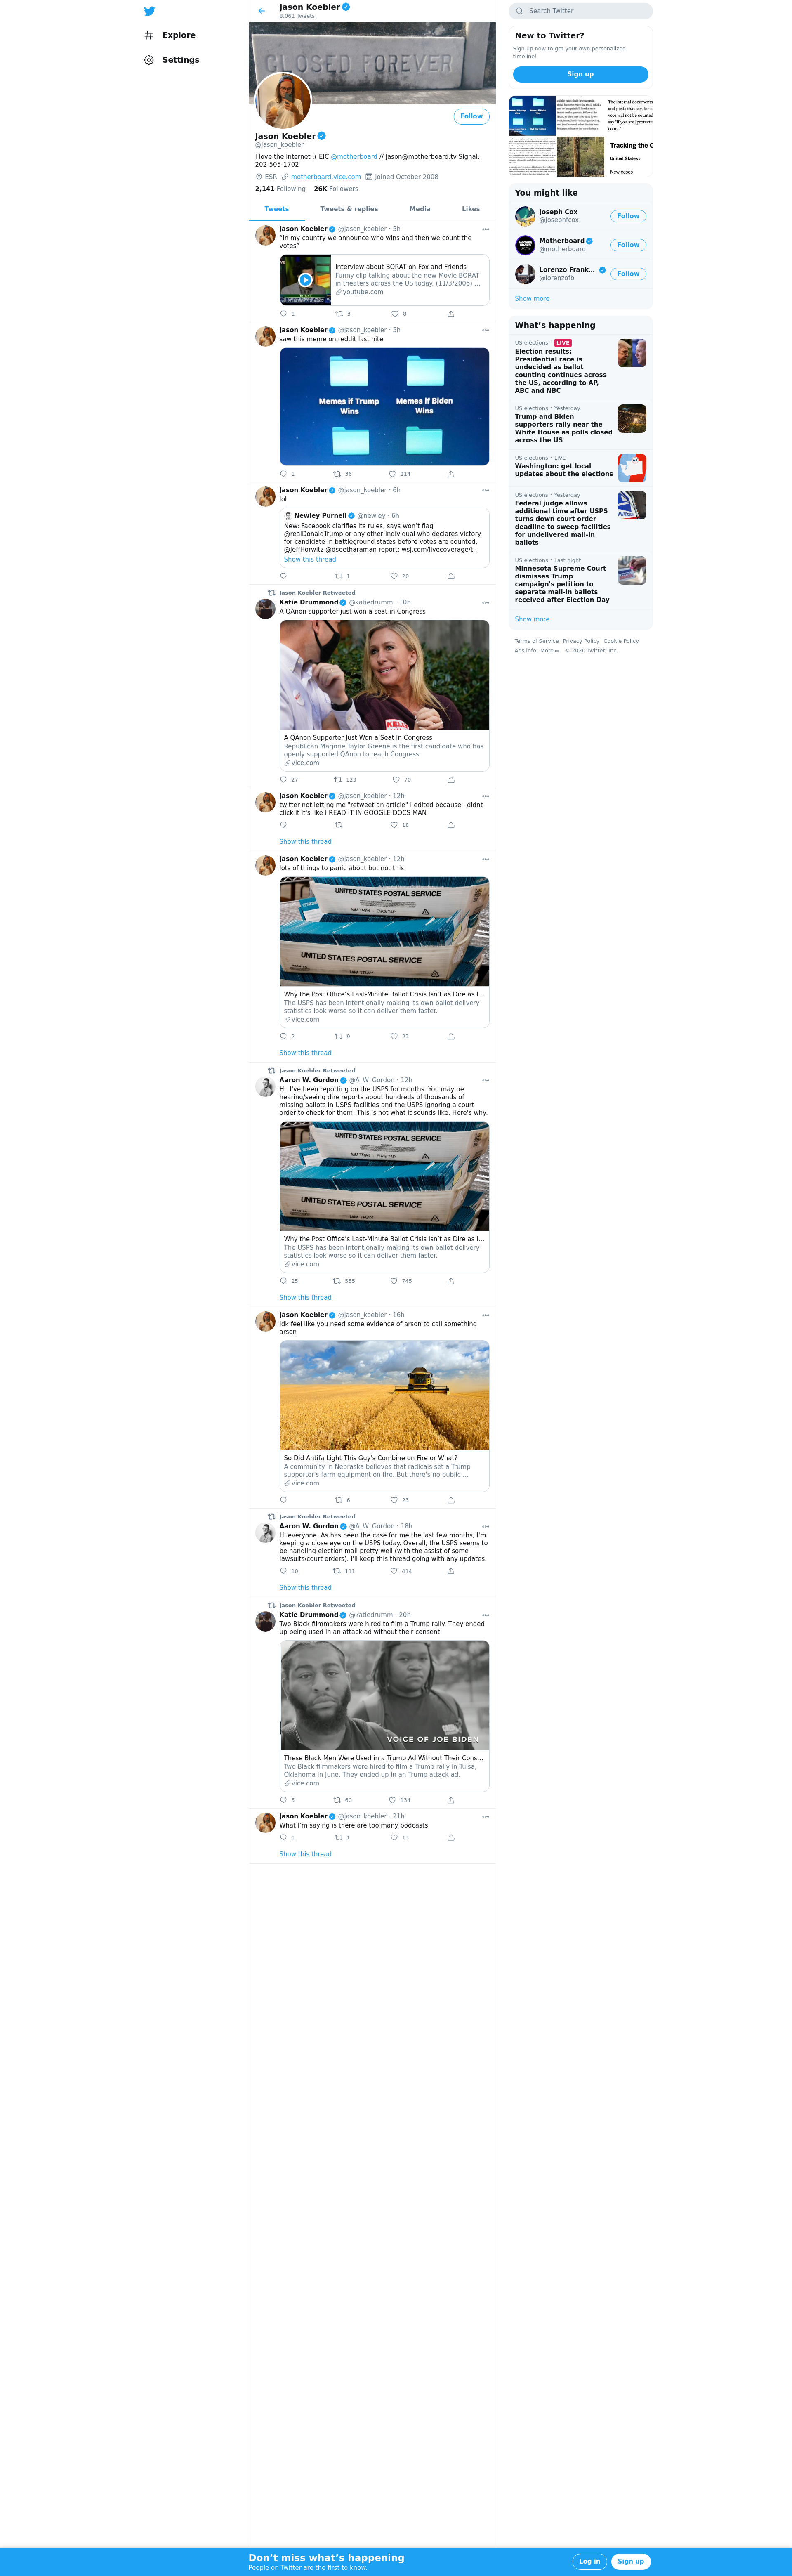 Explore
Settings
Jason Koebler
8,061 Tweets
CLOSED FOREVER
Follow
Jason Koebler
@jason_koebler
I love the internet :( EIC @motherboard // jason@motherboard.tv Signal:
202-505-1702
ESR motherboard.vice.com Joined October 2008
2,141 Following 26K Followers
Tweets Tweets & replies Media Likes
Jason Koebler @jason_koebler · 5h
"In my country we announce who wins and then we count the
votes"
Interview about BORAT on Fox and Friends
Funny clip talking about the new Movie BORAT
in theaters across the US today. (11/3/2006) ...
youtube.com
1 3 8
Jason Koebler @jason_koebler · 5h
saw this meme on reddit last nite
Memes if Trump
Wins
Memes if Biden
Wins
1 36 214
Jason Koebler @jason_koebler · 6h
lol
Newley Purnell @newley · 6h
New: Facebook clarifies its rules, says won't flag
@realDonaldTrump or any other individual who declares victory
for candidate in battleground states before votes are counted,
@JeffHorwitz @dseetharaman report: wsj.com/livecoverage/t...
Show this thread
1 20
Jason Koebler Retweeted
Katie Drummond @katiedrumm · 10h
A QAnon supporter just won a seat in Congress
A QAnon Supporter Just Won a Seat in Congress
Republican Marjorie Taylor Greene is the first candidate who has
openly supported QAnon to reach Congress.
vice.com
27 123 70
Jason Koebler @jason_koebler · 12h
twitter not letting me "retweet an article" i edited because i didnt
click it it's like I READ IT IN GOOGLE DOCS MAN
18
Show this thread
Jason Koebler @jason_koebler · 12h
lots of things to panic about but not this
UNITED STATES POSTAL SERVICE
UNITED STATES POSTAL SERVICE
Why the Post Office's Last-Minute Ballot Crisis Isn't as Dire as I...
The USPS has been intentionally making its own ballot delivery
statistics look worse so it can deliver them faster.
vice.com
2 9 23
Show this thread
Jason Koebler Retweeted
Aaron W. Gordon @A_W_Gordon · 12h
Hi. I've been reporting on the USPS for months. You may be
hearing/seeing dire reports about hundreds of thousands of
missing ballots in USPS facilities and the USPS ignoring a court
order to check for them. This is not what it sounds like. Here's why:
UNITED STATES POSTAL SERVICE
UNITED STATES POSTAL SERVICE
Why the Post Office's Last-Minute Ballot Crisis Isn't as Dire as I...
The USPS has been intentionally making its own ballot delivery
statistics look worse so it can deliver them faster.
vice.com
25 555 745
Show this thread
Jason Koebler @jason_koebler · 16h
idk feel like you need some evidence of arson to call something
arson
So Did Antifa Light This Guy's Combine on Fire or What?
A community in Nebraska believes that radicals set a Trump
supporter's farm equipment on fire. But there's no public ...
vice.com
6 23
Jason Koebler Retweeted
Aaron W. Gordon @A_W_Gordon · 18h
Hi everyone. As has been the case for me the last few months, I'm
keeping a close eye on the USPS today. Overall, the USPS seems to
be handling election mail pretty well (with the assist of some
lawsuits/court orders). I'll keep this thread going with any updates.
10 111 414
Show this thread
Jason Koebler Retweeted
Katie Drummond @katiedrumm · 20h
Two Black filmmakers were hired to film a Trump rally. They ended
up being used in an attack ad without their consent:
VOICE OF JOE BIDEN
These Black Men Were Used in a Trump Ad Without Their Cons...
Two Black filmmakers were hired to film a Trump rally in Tulsa,
Oklahoma in June. They ended up in an Trump attack ad.
vice.com
5 60 134
Jason Koebler @jason_koebler · 21h
What I'm saying is there are too many podcasts
1 1 13
Show this thread
Search Twitter
New to Twitter?
Sign up now to get your own personalized
timeline!
Sign up
Tracking the C
United States ›
New cases
You might like
Joseph Cox
@josephfcox
Follow
Motherboard
@motherboard
Follow
Lorenzo Frank...
@lorenzofb
Follow
Show more
What's happening
US elections · LIVE
Election results:
Presidential race is
undecided as ballot
counting continues across
the US, according to AP,
ABC and NBC
US elections · Yesterday
Trump and Biden
supporters rally near the
White House as polls closed
across the US
US elections · LIVE
Washington: get local
updates about the elections
US elections · Yesterday
Federal judge allows
additional time after USPS
turns down court order
deadline to sweep facilities
for undelivered mail-in
ballots
US elections · Last night
Minnesota Supreme Court
dismisses Trump
campaign's petition to
separate mail-in ballots
received after Election Day
Show more
Terms of Service Privacy Policy Cookie Policy
Ads info More © 2020 Twitter, Inc.
Don't miss what's happening
People on Twitter are the first to know.
Log in
Sign up